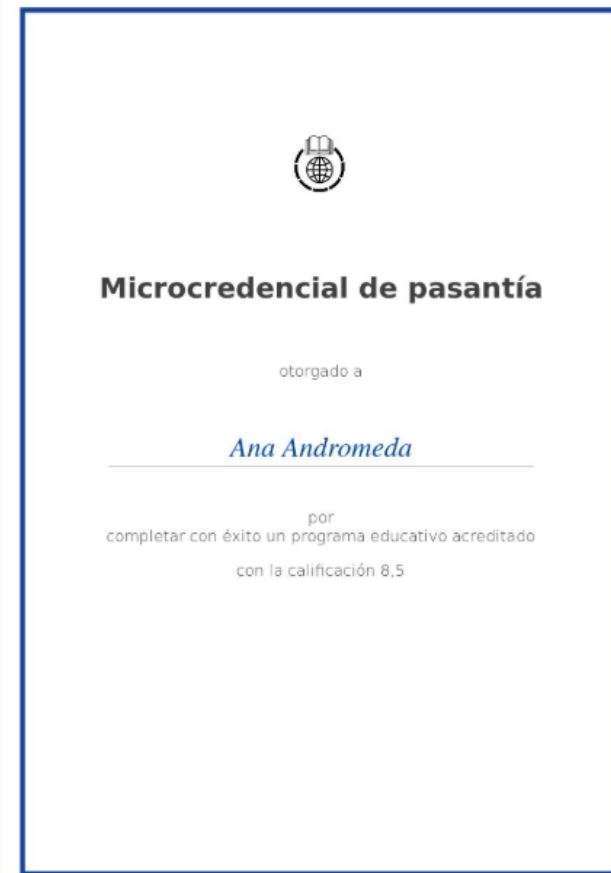 Microcredencial de pasantía
otorgado a
Ana Andromeda
por
completar con éxito un programa educativo acreditado
con la calificación 8,5